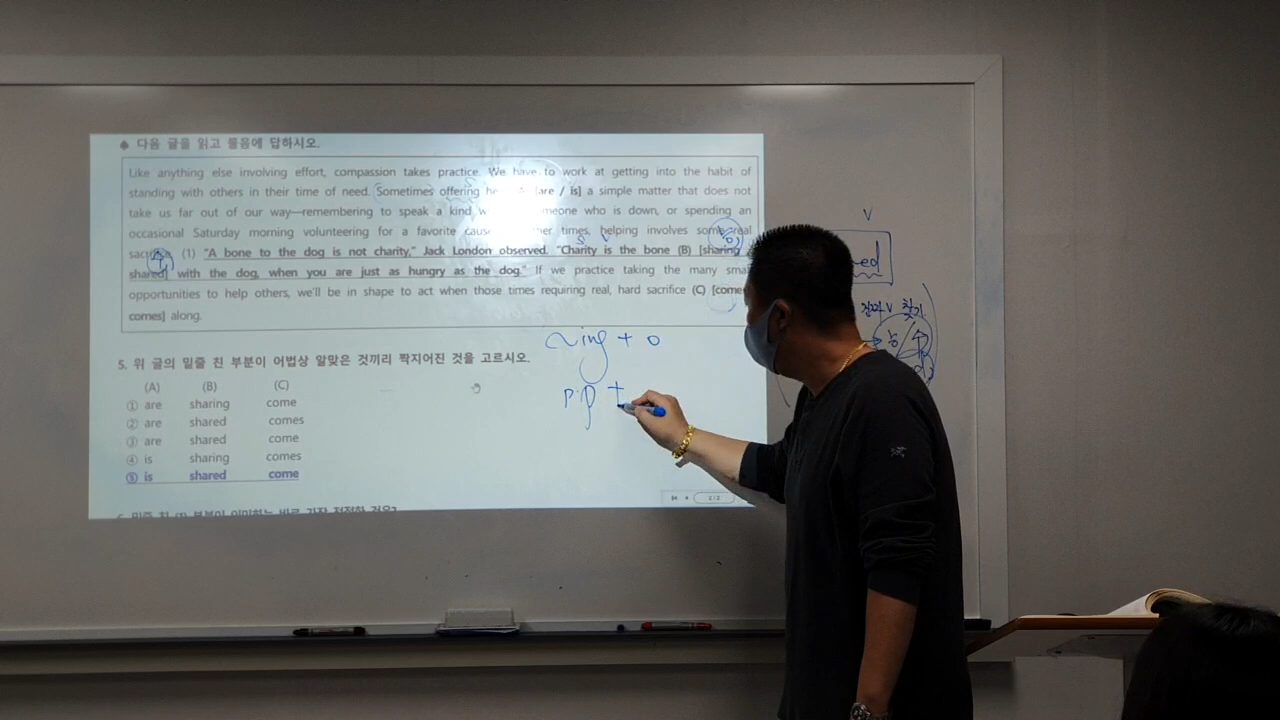 ♠ 다음 글을 읽고 물음에 답하시오.
Like anything else involving effort, compassion takes practice. We have to work at getting into the habit of
standing with others in their time of need. Sometimes offering [are / is] a simple matter that does not
take us far out of our way—remembering to speak a kind someone who is down, or spending an
occasional Saturday morning volunteering for a favorite times, helping involves some real
(1) "A bone to the dog is not charity," Jack London observed. "Charity is the bone (B) [sharing
shared] with the dog, when you are just as hungry as the dog." If we practice taking the many
opportunities to help others, we'll be in shape to act when those times requiring real, hard sacrifice (C) [come
comes] along.
5. 위 글의 밑줄 친 부분이 어법상 알맞은 것끼리 짝지어진 것을 고르시오.
(A) (B) (C)
① are sharing come
② are shared comes
③ are shared come
④ is sharing comes
⑤ is shared come
~ing + o
p.p +
V
ed
V 찾기
S V
2/2